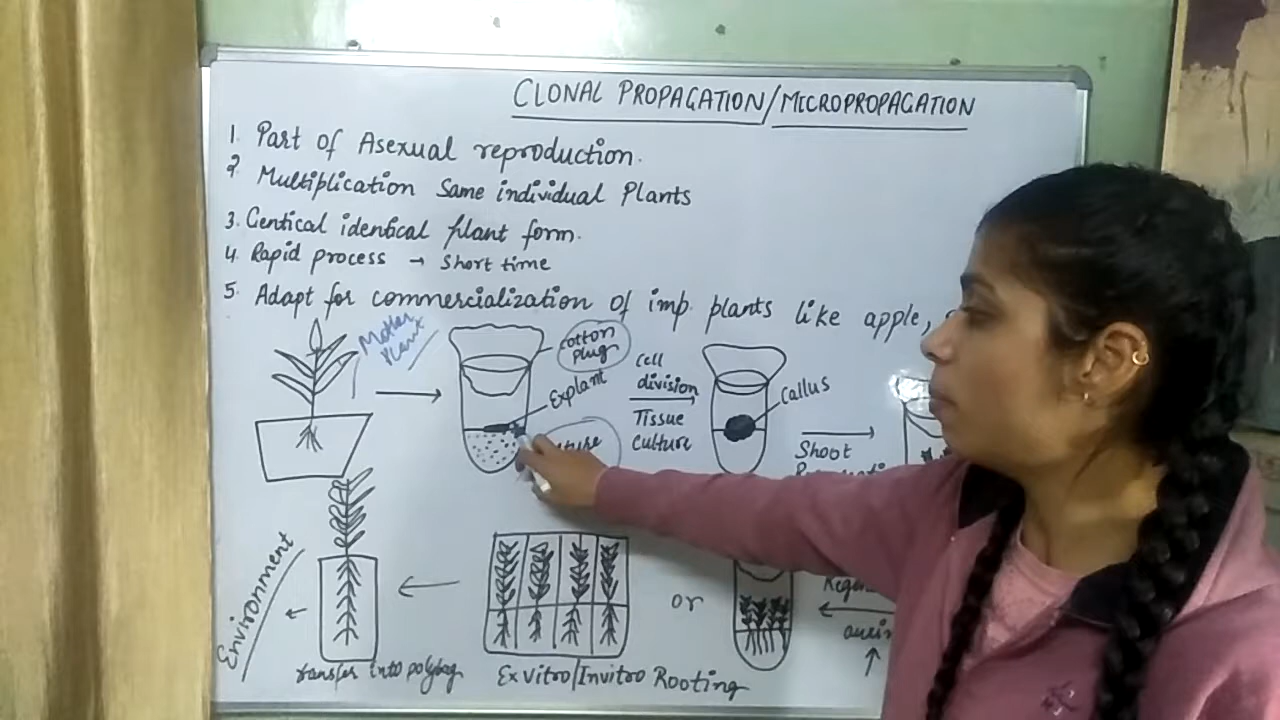 CLONAL PROPAGATION/MICROPROPAGATION
1. Part of Asexual reproduction.
2 Multiplication Same individual Plants
3. Gentical identical plant form.
4. Rapid process → Short time
5. Adapt for commercialization of imp. plants like apple,
Mother
Plant
cotton
plug
Explant
Cell
division
Tissue
Culture
Callus
Shoot
Environment
transfer into polybag
Exvitro/Invitro Rooting
or